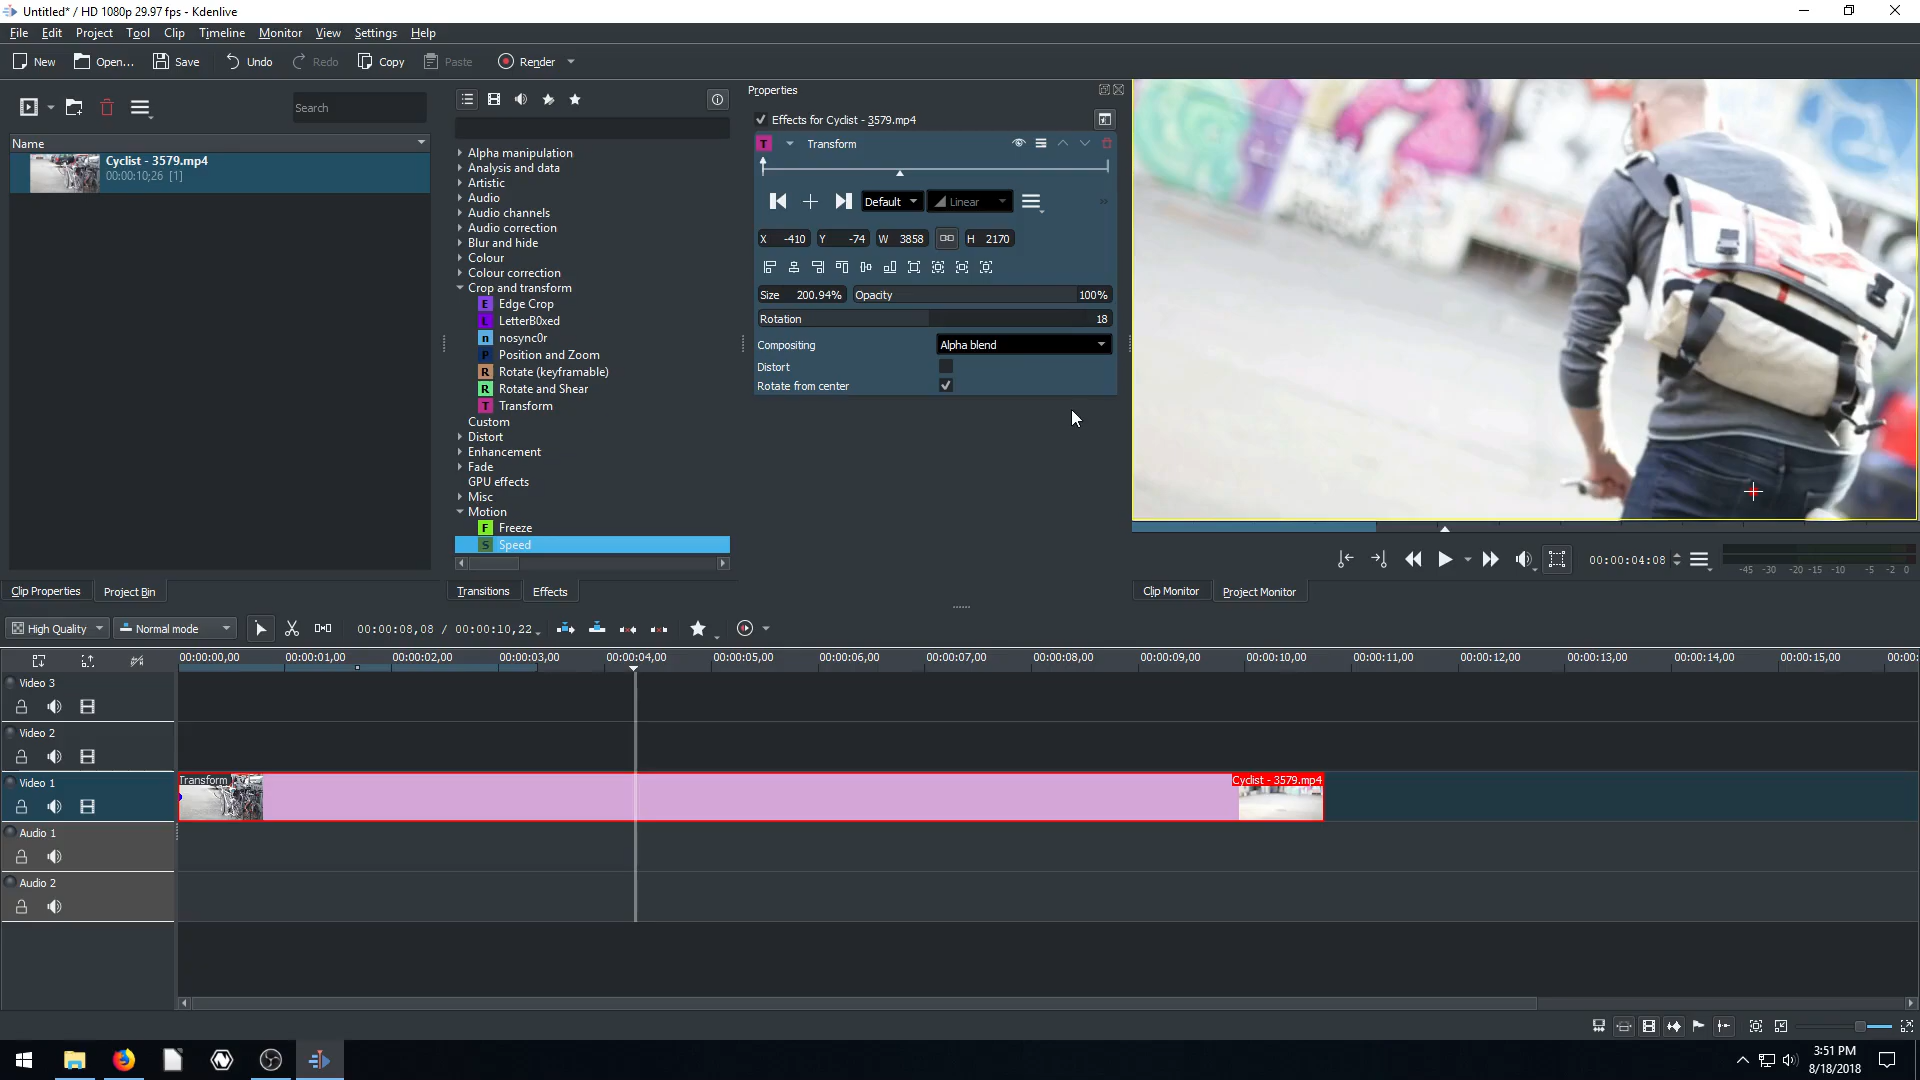 Untitled* / HD 1080p 29.97 fps - Kdenlive
File Edit Project Tool Clip Timeline Monitor View Settings Help
New Open... Save Undo Redo Copy Paste Render
Search
Name
Cyclist - 3579.mp4
00:00:10;26 [1]
Alpha manipulation
Analysis and data
Artistic
Audio
Audio channels
Audio correction
Blur and hide
Colour
Colour correction
Crop and transform
E Edge Crop
L LetterB0xed
n nosync0r
P Position and Zoom
R Rotate (keyframable)
R Rotate and Shear
T Transform
Custom
Distort
Enhancement
Fade
GPU effects
Misc
Motion
F Freeze
S Speed
Properties
Effects for Cyclist - 3579.mp4
T Transform
Default Linear
X -410 Y -74 W 3858 H 2170
Size 200.94% Opacity 100%
Rotation 18
Compositing Alpha blend
Distort
Rotate from center
00:00:04:08
-45 -30 -20 -15 -10 -5 -2 0
Clip Properties Project Bin
Transitions Effects
Clip Monitor Project Monitor
High Quality Normal mode 00:00:08,08 / 00:00:10,22
00:00:00,00 00:00:01,00 00:00:02,00 00:00:03,00 00:00:04,00 00:00:05,00 00:00:06,00 00:00:07,00 00:00:08,00 00:00:09,00 00:00:10,00 00:00:11,00 00:00:12,00 00:00:13,00 00:00:14,00 00:00:15,00 00:00:
Video 3
Video 2
Video 1
Transform
Cyclist - 3579.mp4
Audio 1
Audio 2
3:51 PM
8/18/2018